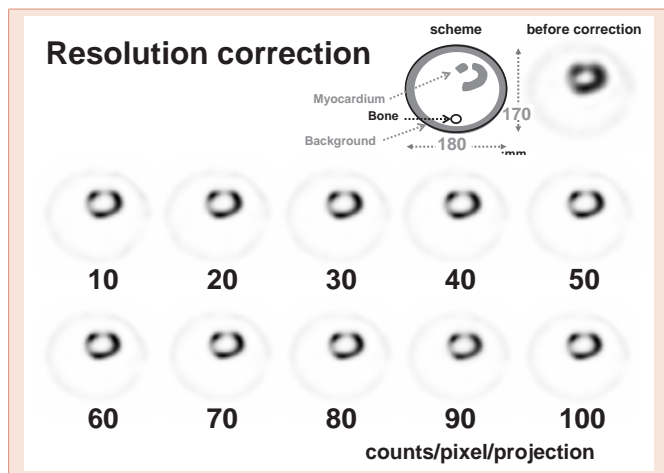 Resolution correction
scheme
before correction
Myocardium
Bone
Background
170
180
mm
10 20 30 40 50
60 70 80 90 100
counts/pixel/projection